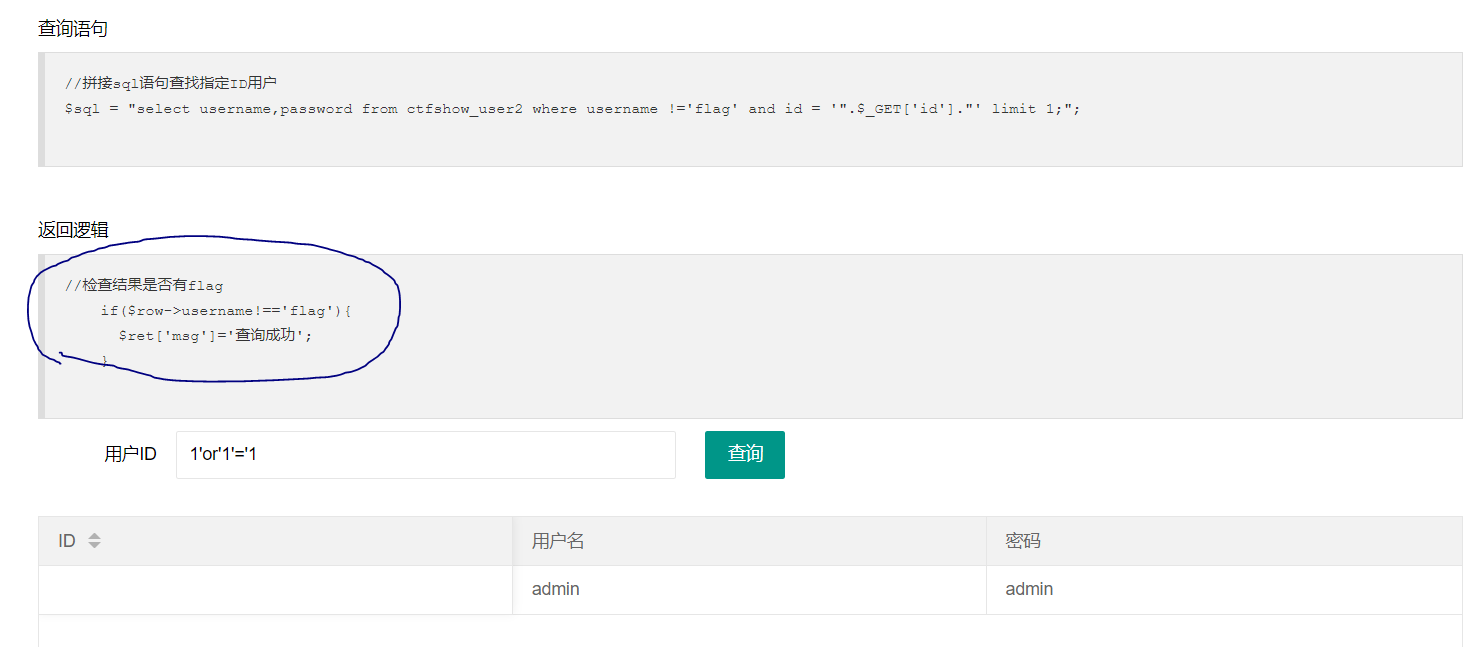 查询语句
//拼接sql语句查找指定ID用户
$sql = "select username,password from ctfshow_user2 where username !='flag' and id = '".$_GET['id']."' limit 1;";
返回逻辑
//检查结果是否有flag
if($row->username!=='flag'){
$ret['msg']='查询成功';
}
用户ID 1'or'1'='1 查询
ID 用户名 密码
admin admin